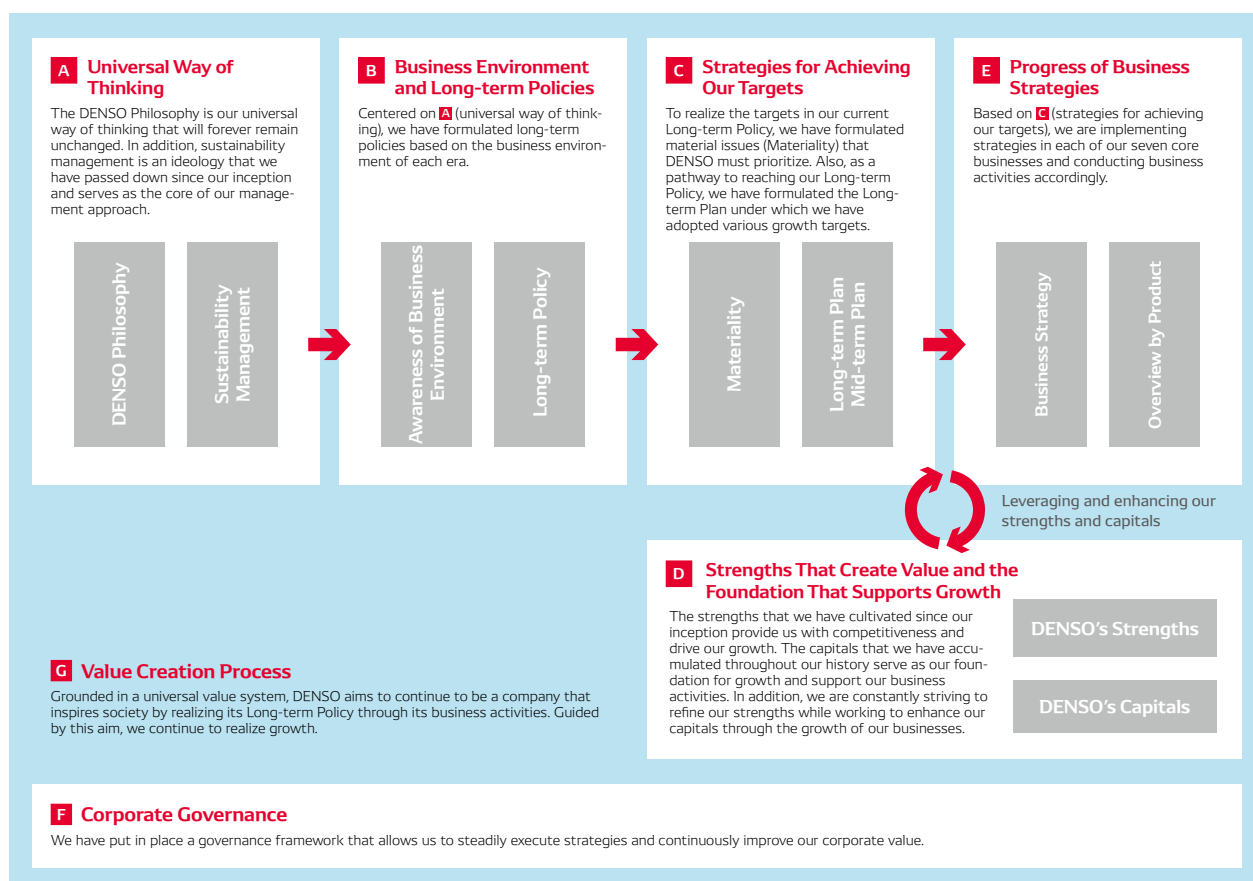 A Universal Way of
Thinking
The DENSO Philosophy is our universal
way of thinking that will forever remain
unchanged. In addition, sustainability
management is an ideology that we
have passed down since our inception
and serves as the core of our manage-
ment approach.
DENSO Philosophy
Sustainability
Management
B Business Environment
and Long-term Policies
Centered on A (universal way of think-
ing), we have formulated long-term
policies based on the business environ-
ment of each era.
Awareness of Business
Environment
Long-term Policy
C Strategies for Achieving
Our Targets
To realize the targets in our current
Long-term Policy, we have formulated
material issues (Materiality) that
DENSO must prioritize. Also, as a
pathway to reaching our Long-term
Policy, we have formulated the Long-
term Plan under which we have
adopted various growth targets.
Materiality
Long-term Plan
Mid-term Plan
E Progress of Business
Strategies
Based on C (strategies for achieving
our targets), we are implementing
strategies in each of our seven core
businesses and conducting business
activities accordingly.
Business Strategy
Overview by Product
Leveraging and enhancing our
strengths and capitals
D Strengths That Create Value and the
Foundation That Supports Growth
The strengths that we have cultivated since our
inception provide us with competitiveness and
drive our growth. The capitals that we have accu-
mulated throughout our history serve as our foun-
dation for growth and support our business
activities. In addition, we are constantly striving to
refine our strengths while working to enhance our
capitals through the growth of our businesses.
DENSO's Strengths
DENSO's Capitals
G Value Creation Process
Grounded in a universal value system, DENSO aims to continue to be a company that
inspires society by realizing its Long-term Policy through its business activities. Guided
by this aim, we continue to realize growth.
F Corporate Governance
We have put in place a governance framework that allows us to steadily execute strategies and continuously improve our corporate value.